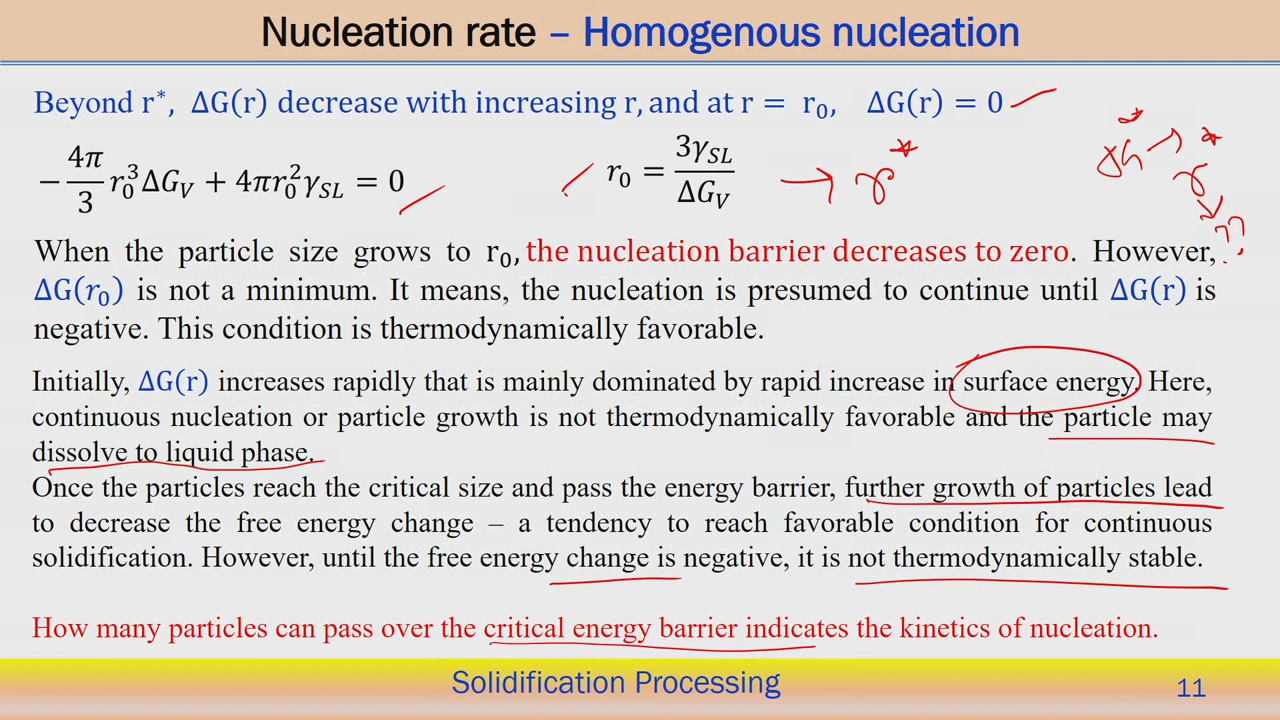 Nucleation rate – Homogenous nucleation
Beyond r*, ΔG(r) decrease with increasing r, and at r = r₀, ΔG(r) = 0
−4π/3 r₀³ΔG_V + 4πr₀²γ_SL = 0
r₀ = 3γ_SL/ΔG_V → r*
ΔG* → r*
??
When the particle size grows to r₀, the nucleation barrier decreases to zero. However,
ΔG(r₀) is not a minimum. It means, the nucleation is presumed to continue until ΔG(r) is
negative. This condition is thermodynamically favorable.
Initially, ΔG(r) increases rapidly that is mainly dominated by rapid increase in surface energy. Here,
continuous nucleation or particle growth is not thermodynamically favorable and the particle may
dissolve to liquid phase.
Once the particles reach the critical size and pass the energy barrier, further growth of particles lead
to decrease the free energy change – a tendency to reach favorable condition for continuous
solidification. However, until the free energy change is negative, it is not thermodynamically stable.
How many particles can pass over the critical energy barrier indicates the kinetics of nucleation.
Solidification Processing
11